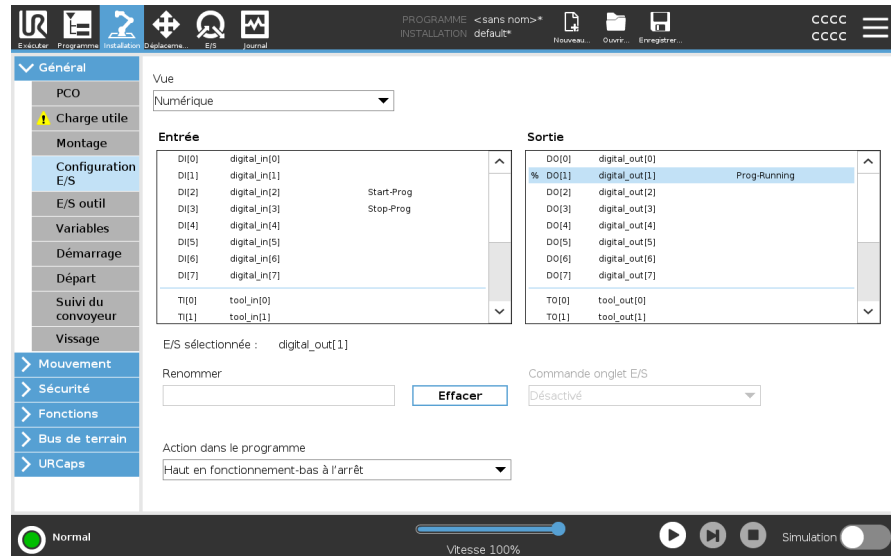 UR
Exécuter
Programme
Installation
Déplaceme...
E/S
Journal
PROGRAMME <sans nom>*
INSTALLATION default*
Nouveau...
Ouvrir...
Enregistrer...
CCCC
CCCC
Général
PCO
Charge utile
Montage
Configuration
E/S
E/S outil
Variables
Démarrage
Départ
Suivi du
convoyeur
Vissage
Mouvement
Sécurité
Fonctions
Bus de terrain
URCaps
Vue
Numérique
Entrée
DI[0] digital_in[0]
DI[1] digital_in[1]
DI[2] digital_in[2] Start-Prog
DI[3] digital_in[3] Stop-Prog
DI[4] digital_in[4]
DI[5] digital_in[5]
DI[6] digital_in[6]
DI[7] digital_in[7]
TI[0] tool_in[0]
TI[1] tool_in[1]
Sortie
DO[0] digital_out[0]
% DO[1] digital_out[1] Prog-Running
DO[2] digital_out[2]
DO[3] digital_out[3]
DO[4] digital_out[4]
DO[5] digital_out[5]
DO[6] digital_out[6]
DO[7] digital_out[7]
TO[0] tool_out[0]
TO[1] tool_out[1]
E/S sélectionnée : digital_out[1]
Renommer
Effacer
Commande onglet E/S
Désactivé
Action dans le programme
Haut en fonctionnement-bas à l'arrêt
Normal
Vitesse 100%
Simulation